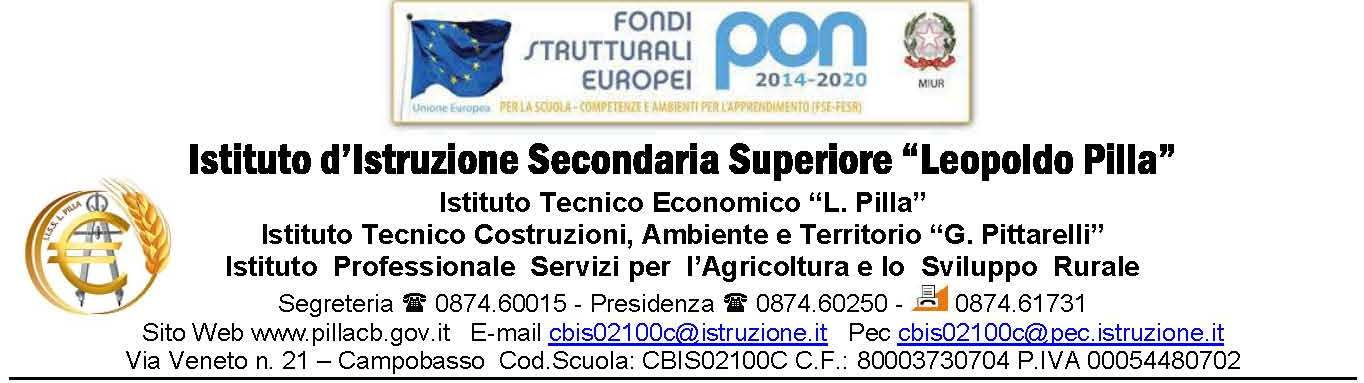 FONDI
STRUTTURALI
EUROPEI
pon
2014-2020
MIUR
Unione Europea
PER LA SCUOLA - COMPETENZE E AMBIENTI PER L'APPRENDIMENTO (FSE-FESR)
Istituto d'Istruzione Secondaria Superiore “Leopoldo Pilla”
I.I.S.S. L. PILLA
Istituto Tecnico Economico “L. Pilla”
Istituto Tecnico Costruzioni, Ambiente e Territorio “G. Pittarelli”
Istituto Professionale Servizi per l’Agricoltura e lo Sviluppo Rurale
Segreteria ☎ 0874.60015 - Presidenza ☎ 0874.60250 - 0874.61731
Sito Web www.pillacb.gov.it E-mail cbis02100c@istruzione.it Pec cbis02100c@pec.istruzione.it
Via Veneto n. 21 – Campobasso Cod.Scuola: CBIS02100C C.F.: 80003730704 P.IVA 00054480702